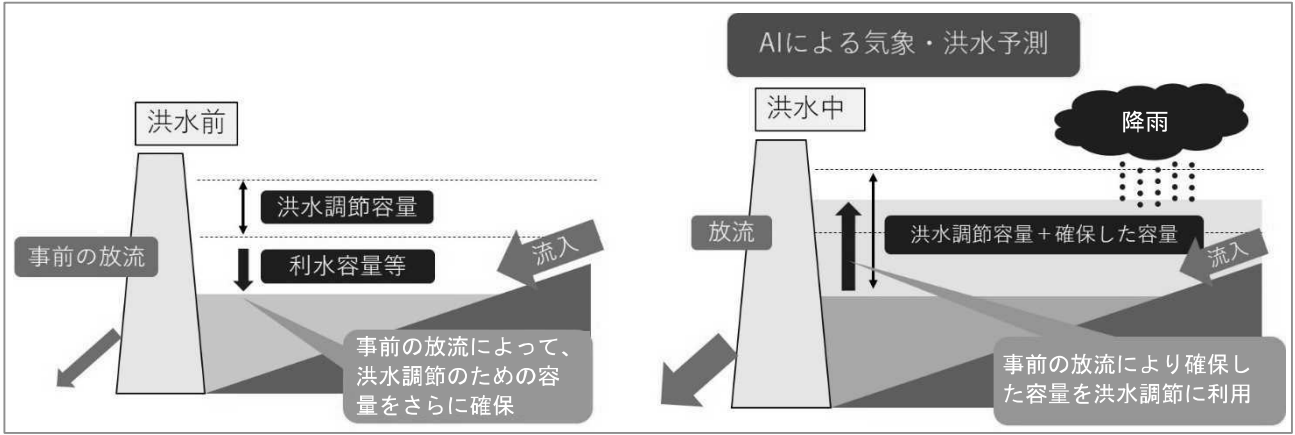 洪水前
洪水調節容量
事前の放流
利水容量等
流入
事前の放流によって、
洪水調節のための容
量をさらに確保
AIによる気象・洪水予測
洪水中
降雨
放流
洪水調節容量＋確保した容量
流入
事前の放流により確保し
た容量を洪水調節に利用